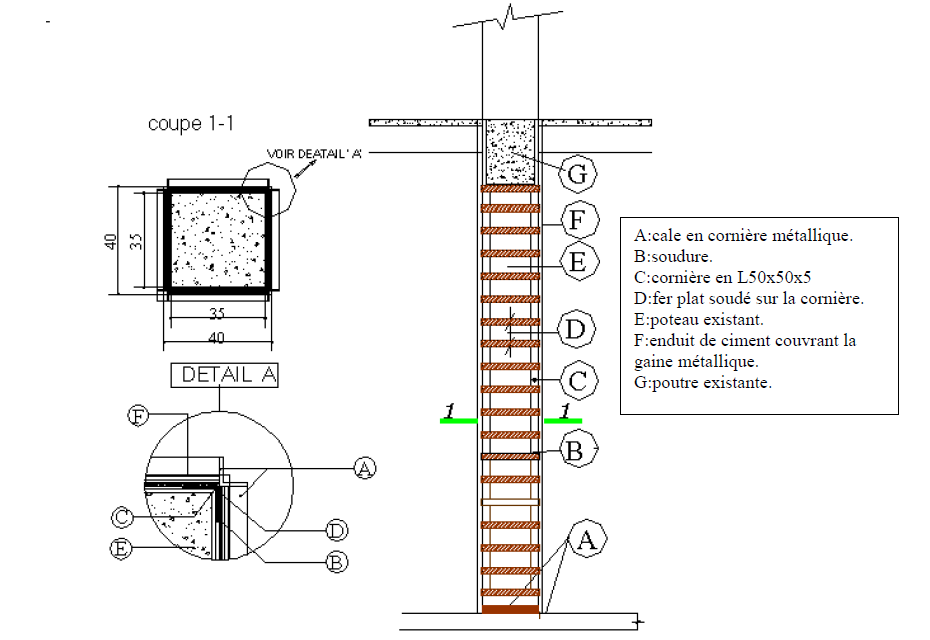 -
coupe 1-1
VOIR DEATAIL' A'
40
35
35
40
DETAIL A
F
A
C
E
D
B
G
F
E
D
C
1
1
B
A
A:cale en cornière métallique.
B:soudure.
C:cornière en L50x50x5
D:fer plat soudé sur la cornière.
E:poteau existant.
F:enduit de ciment couvrant la
gaine métallique.
G:poutre existante.